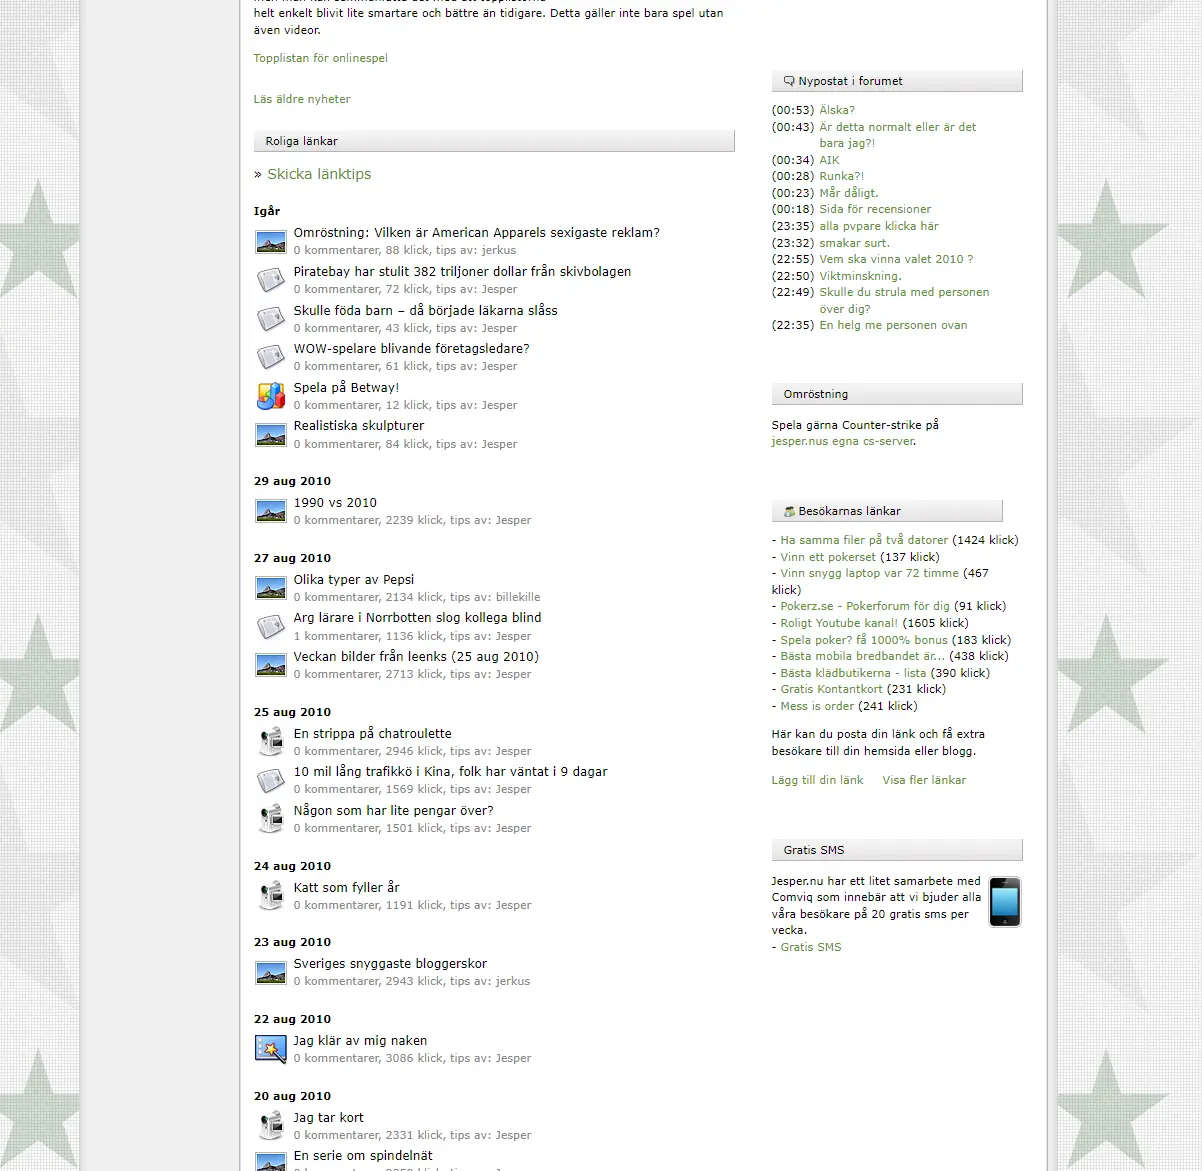 helt enkelt blivit lite smartare och bättre än tidigare. Detta gäller inte bara spel utan
även videor.
Topplistan för onlinespel
Läs äldre nyheter
Roliga länkar
» Skicka länktips
Igår
Omröstning: Vilken är American Apparels sexigaste reklam?
0 kommentarer, 88 klick, tips av: jerkus
Piratebay har stulit 382 triljoner dollar från skivbolagen
0 kommentarer, 72 klick, tips av: Jesper
Skulle föda barn – då började läkarna slåss
0 kommentarer, 43 klick, tips av: Jesper
WOW-spelare blivande företagsledare?
0 kommentarer, 61 klick, tips av: Jesper
Spela på Betway!
0 kommentarer, 12 klick, tips av: Jesper
Realistiska skulpturer
0 kommentarer, 84 klick, tips av: Jesper
29 aug 2010
1990 vs 2010
0 kommentarer, 2239 klick, tips av: Jesper
27 aug 2010
Olika typer av Pepsi
0 kommentarer, 2134 klick, tips av: billekille
Arg lärare i Norrbotten slog kollega blind
1 kommentarer, 1136 klick, tips av: Jesper
Veckan bilder från leenks (25 aug 2010)
0 kommentarer, 2713 klick, tips av: Jesper
25 aug 2010
En strippa på chatroulette
0 kommentarer, 2946 klick, tips av: Jesper
10 mil lång trafikkö i Kina, folk har väntat i 9 dagar
0 kommentarer, 1569 klick, tips av: Jesper
Någon som har lite pengar över?
0 kommentarer, 1501 klick, tips av: Jesper
24 aug 2010
Katt som fyller år
0 kommentarer, 1191 klick, tips av: Jesper
23 aug 2010
Sveriges snyggaste bloggerskor
0 kommentarer, 2943 klick, tips av: jerkus
22 aug 2010
Jag klär av mig naken
0 kommentarer, 3086 klick, tips av: Jesper
20 aug 2010
Jag tar kort
0 kommentarer, 2331 klick, tips av: Jesper
En serie om spindelnät
Nypostat i forumet
(00:53) Älska?
(00:43) Är detta normalt eller är det
bara jag?!
(00:34) AIK
(00:28) Runka?!
(00:23) Mår dåligt.
(00:18) Sida för recensioner
(23:35) alla pvpare klicka här
(23:32) smakar surt.
(22:55) Vem ska vinna valet 2010 ?
(22:50) Viktminskning.
(22:49) Skulle du strula med personen
över dig?
(22:35) En helg me personen ovan
Omröstning
Spela gärna Counter-strike på
jesper.nus egna cs-server.
Besökarnas länkar
- Ha samma filer på två datorer (1424 klick)
- Vinn ett pokerset (137 klick)
- Vinn snygg laptop var 72 timme (467
klick)
- Pokerz.se - Pokerforum för dig (91 klick)
- Roligt Youtube kanal! (1605 klick)
- Spela poker? få 1000% bonus (183 klick)
- Bästa mobila bredbandet är... (438 klick)
- Bästa klädbutikerna - lista (390 klick)
- Gratis Kontantkort (231 klick)
- Mess is order (241 klick)
Här kan du posta din länk och få extra
besökare till din hemsida eller blogg.
Lägg till din länk Visa fler länkar
Gratis SMS
Jesper.nu har ett litet samarbete med
Comviq som innebär att vi bjuder alla
våra besökare på 20 gratis sms per
vecka.
- Gratis SMS